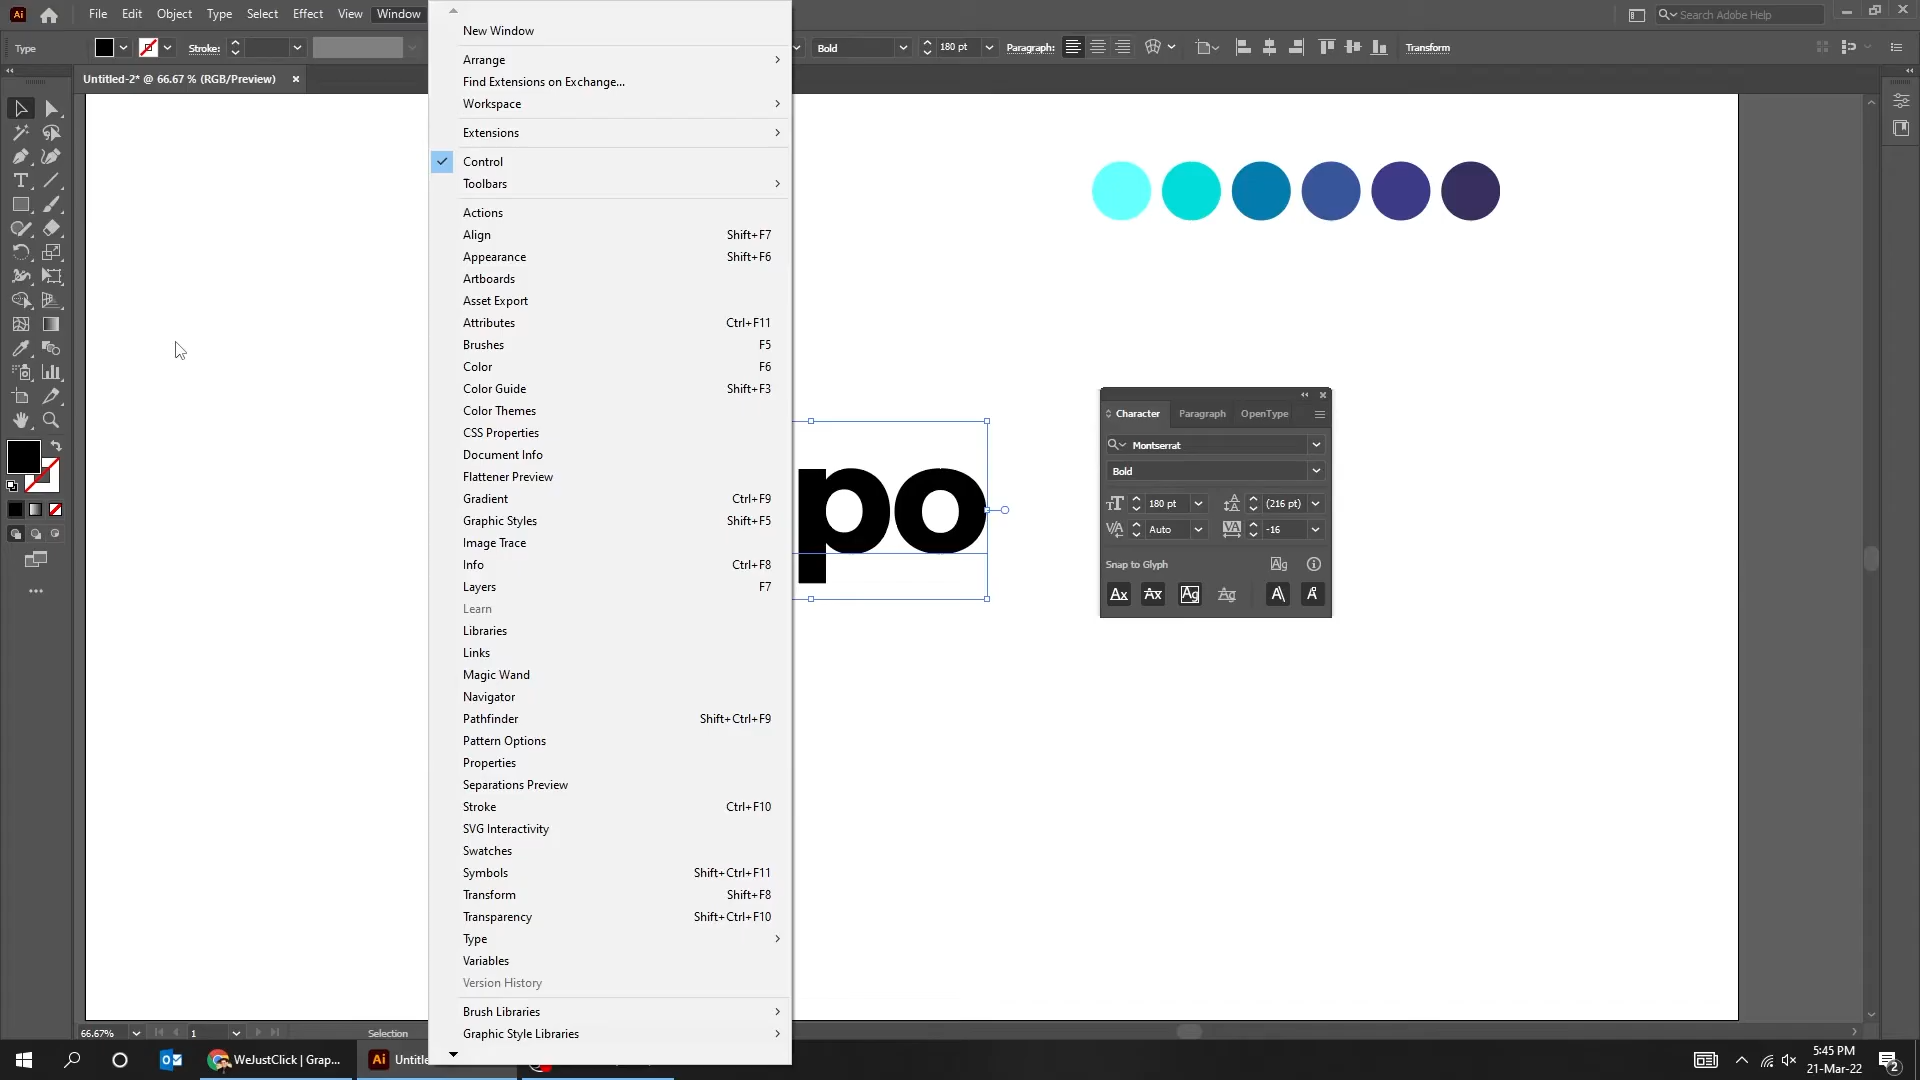 Ai File Edit Object Type Select Effect View Window Search Adobe Help
Type Stroke: Bold 180 pt Paragraph: Transform
Untitled-2* @ 66.67 % (RGB/Preview)
New Window
Arrange
Find Extensions on Exchange...
Workspace
Extensions
Control
Toolbars
Actions
Align Shift+F7
Appearance Shift+F6
Artboards
Asset Export
Attributes Ctrl+F11
Brushes F5
Color F6
Color Guide Shift+F3
Color Themes
CSS Properties
Document Info
Flattener Preview
Gradient Ctrl+F9
Graphic Styles Shift+F5
Image Trace
Info Ctrl+F8
Layers F7
Learn
Libraries
Links
Magic Wand
Navigator
Pathfinder Shift+Ctrl+F9
Pattern Options
Properties
Separations Preview
Stroke Ctrl+F10
SVG Interactivity
Swatches
Symbols Shift+Ctrl+F11
Transform Shift+F8
Transparency Shift+Ctrl+F10
Type
Variables
Version History
Brush Libraries
Graphic Style Libraries
po
Character Paragraph OpenType
Montserrat
Bold
180 pt (216 pt)
Auto -16
Snap to Glyph
66.67% 1 Selection
WeJustClick | Grap... Ai Untitle
5:45 PM
21-Mar-22
2